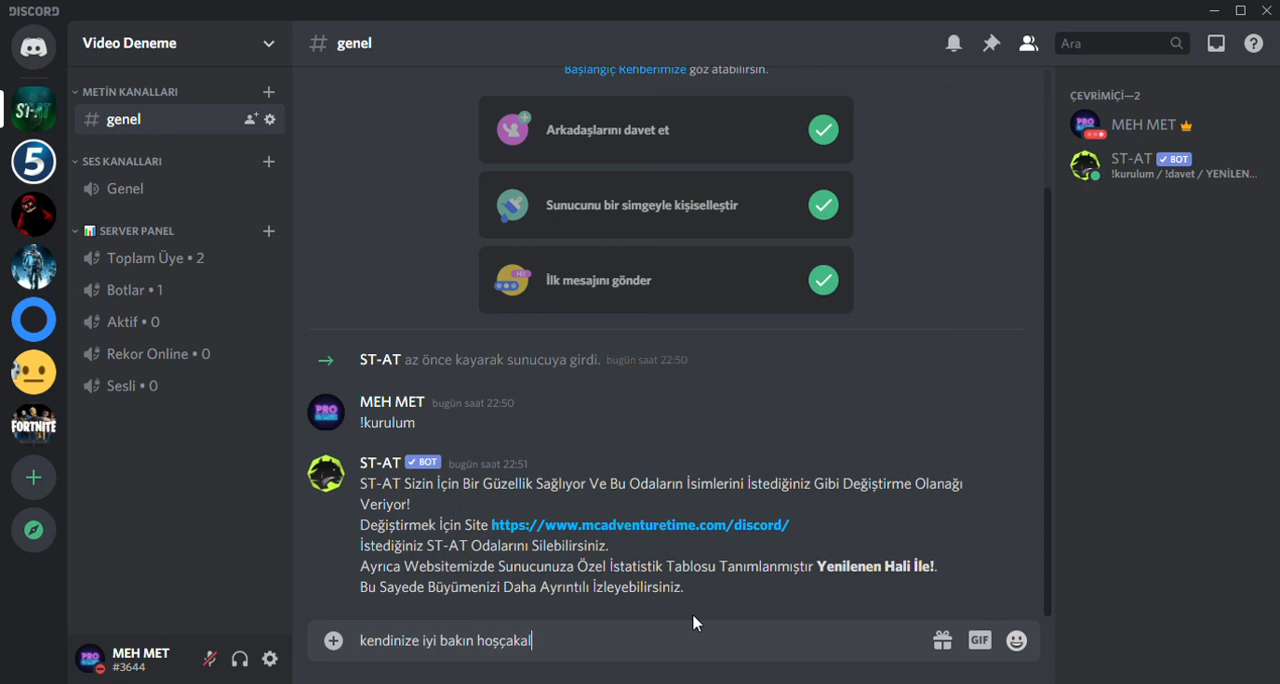 DISCORD
Video Deneme
genel
Ara
METİN KANALLARI
genel
SES KANALLARI
Genel
SERVER PANEL
Toplam Üye • 2
Botlar • 1
Aktif • 0
Rekor Online • 0
Sesli • 0
ST-AT
5
FORTNITE
MEH MET
#3644
Başlangıç Rehberimize göz atabilirsin.
Arkadaşlarını davet et
Sunucunu bir simgeyle kişiselleştir
İlk mesajını gönder
ST-AT az önce kayarak sunucuya girdi. bugün saat 22:50
MEH MET bugün saat 22:50
!kurulum
ST-AT BOT bugün saat 22:51
ST-AT Sizin İçin Bir Güzellik Sağlıyor Ve Bu Odaların İsimlerini İstediğiniz Gibi Değiştirme Olanağı
Veriyor!
Değiştirmek İçin Site https://www.mcadventuretime.com/discord/
İstediğiniz ST-AT Odalarını Silebilirsiniz.
Ayrıca Websitemizde Sunucunuza Özel İstatistik Tablosu Tanımlanmıştır Yenilenen Hali İle!.
Bu Sayede Büyümenizi Daha Ayrıntılı İzleyebilirsiniz.
kendinize iyi bakın hoşçakal
GIF
ÇEVRİMİÇİ—2
MEH MET
ST-AT BOT
!kurulum / !davet / YENİLEN...